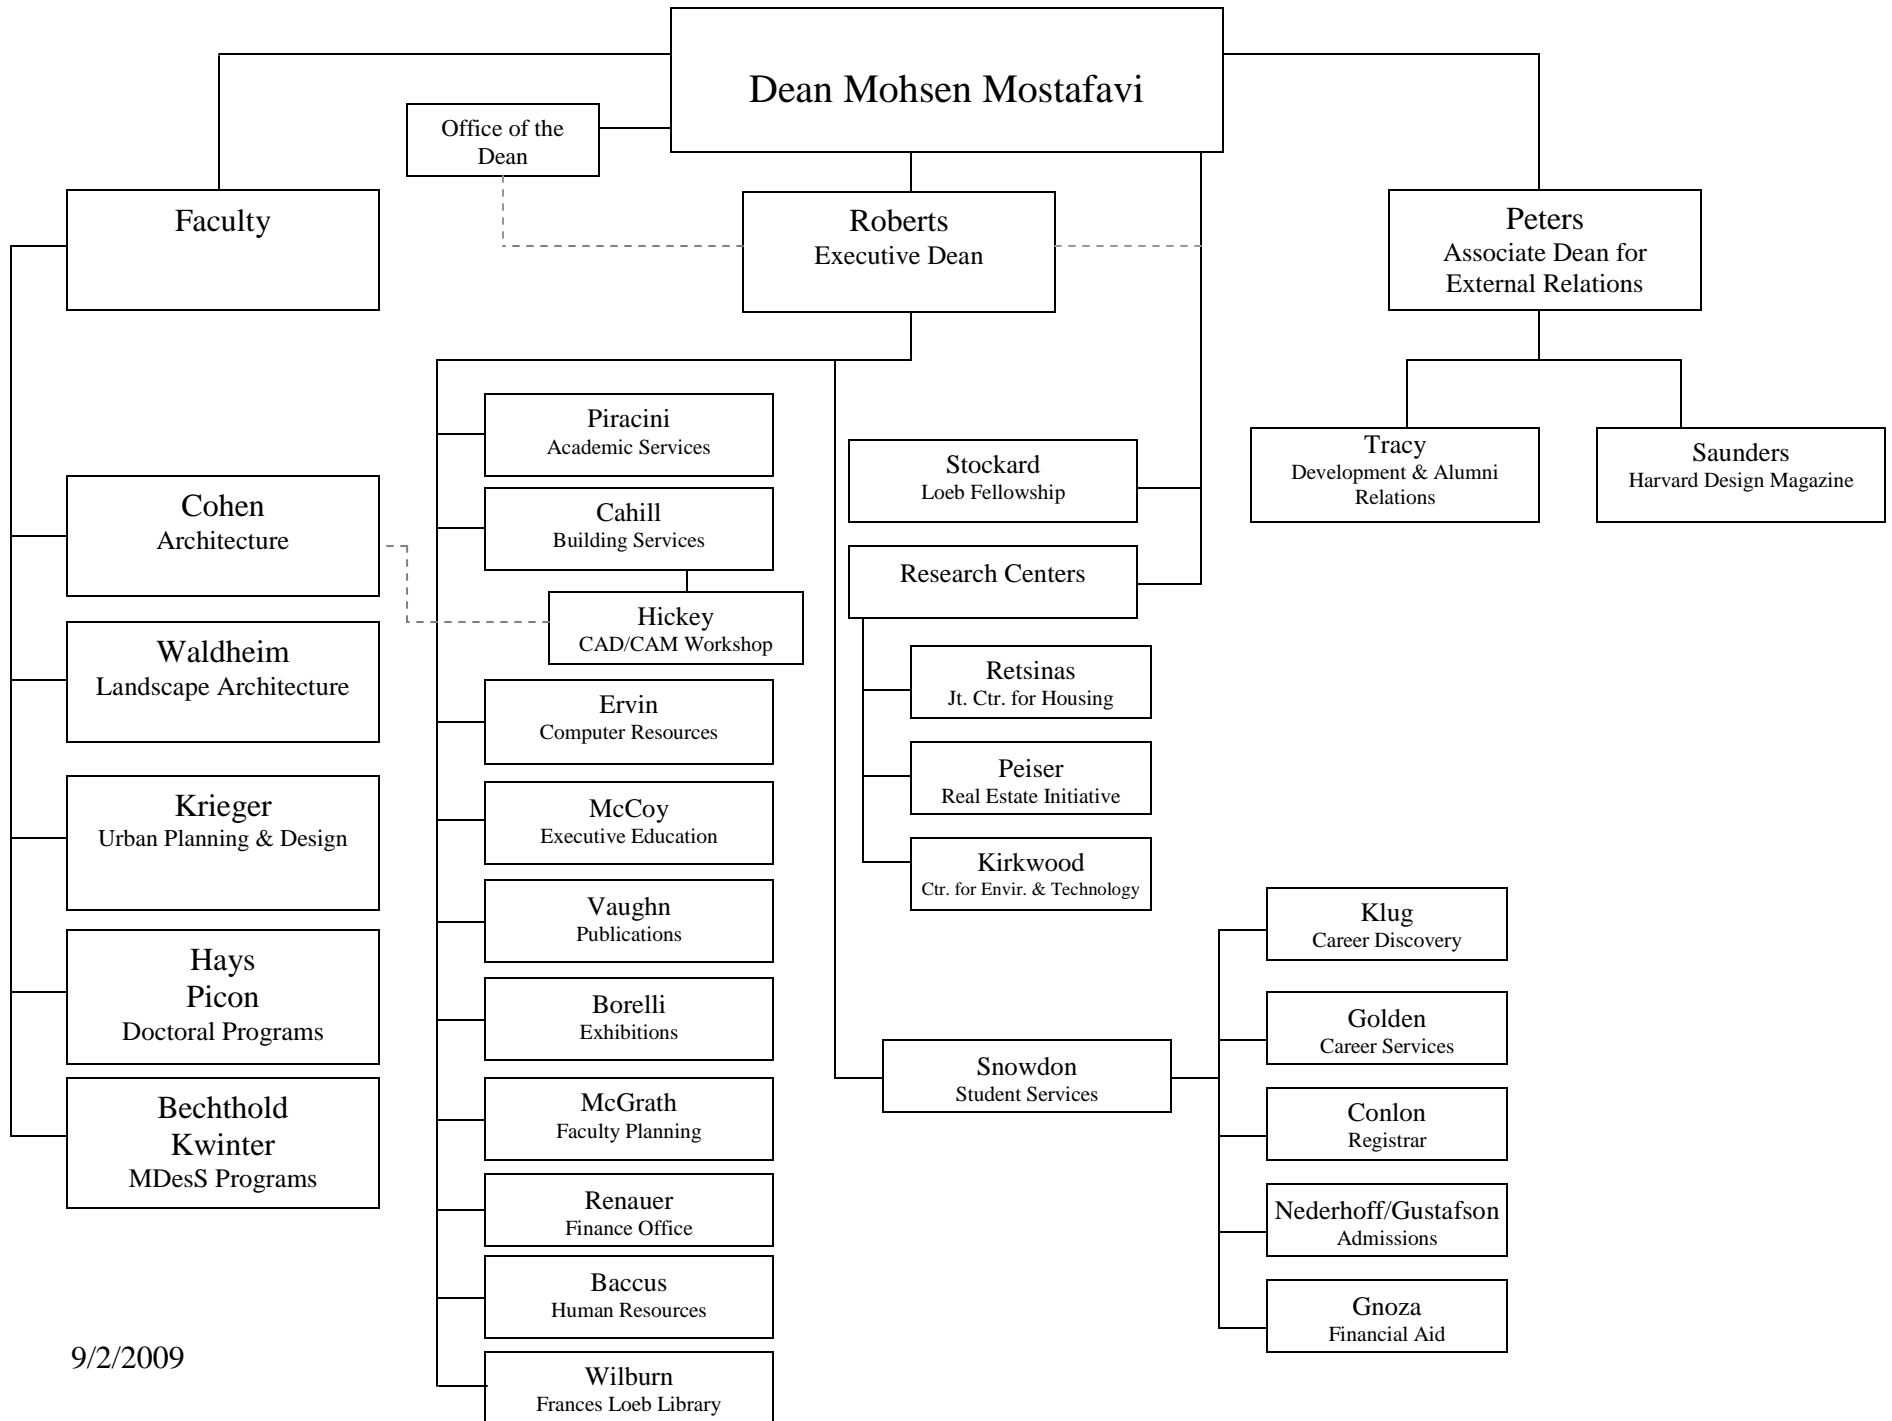 Dean Mohsen Mostafavi
Office of the
Dean
Faculty
Roberts
Executive Dean
Peters
Associate Dean for
External Relations
Cohen
Architecture
Waldheim
Landscape Architecture
Krieger
Urban Planning & Design
Hays
Picon
Doctoral Programs
Bechthold
Kwinter
MDesS Programs
Piracini
Academic Services
Cahill
Building Services
Hickey
CAD/CAM Workshop
Ervin
Computer Resources
McCoy
Executive Education
Vaughn
Publications
Borelli
Exhibitions
McGrath
Faculty Planning
Renauer
Finance Office
Baccus
Human Resources
Wilburn
Frances Loeb Library
Stockard
Loeb Fellowship
Research Centers
Retsinas
Jt. Ctr. for Housing
Peiser
Real Estate Initiative
Kirkwood
Ctr. for Envir. & Technology
Snowdon
Student Services
Klug
Career Discovery
Golden
Career Services
Conlon
Registrar
Nederhoff/Gustafson
Admissions
Gnoza
Financial Aid
Tracy
Development & Alumni
Relations
Saunders
Harvard Design Magazine
9/2/2009